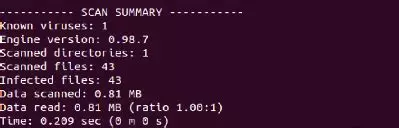 ----------- SCAN SUMMARY -----------
Known viruses: 1
Engine version: 0.98.7
Scanned directories: 1
Scanned files: 43
Infected files: 43
Data scanned: 0.81 MB
Data read: 0.81 MB (ratio 1.00:1)
Time: 0.209 sec (0 m 0 s)